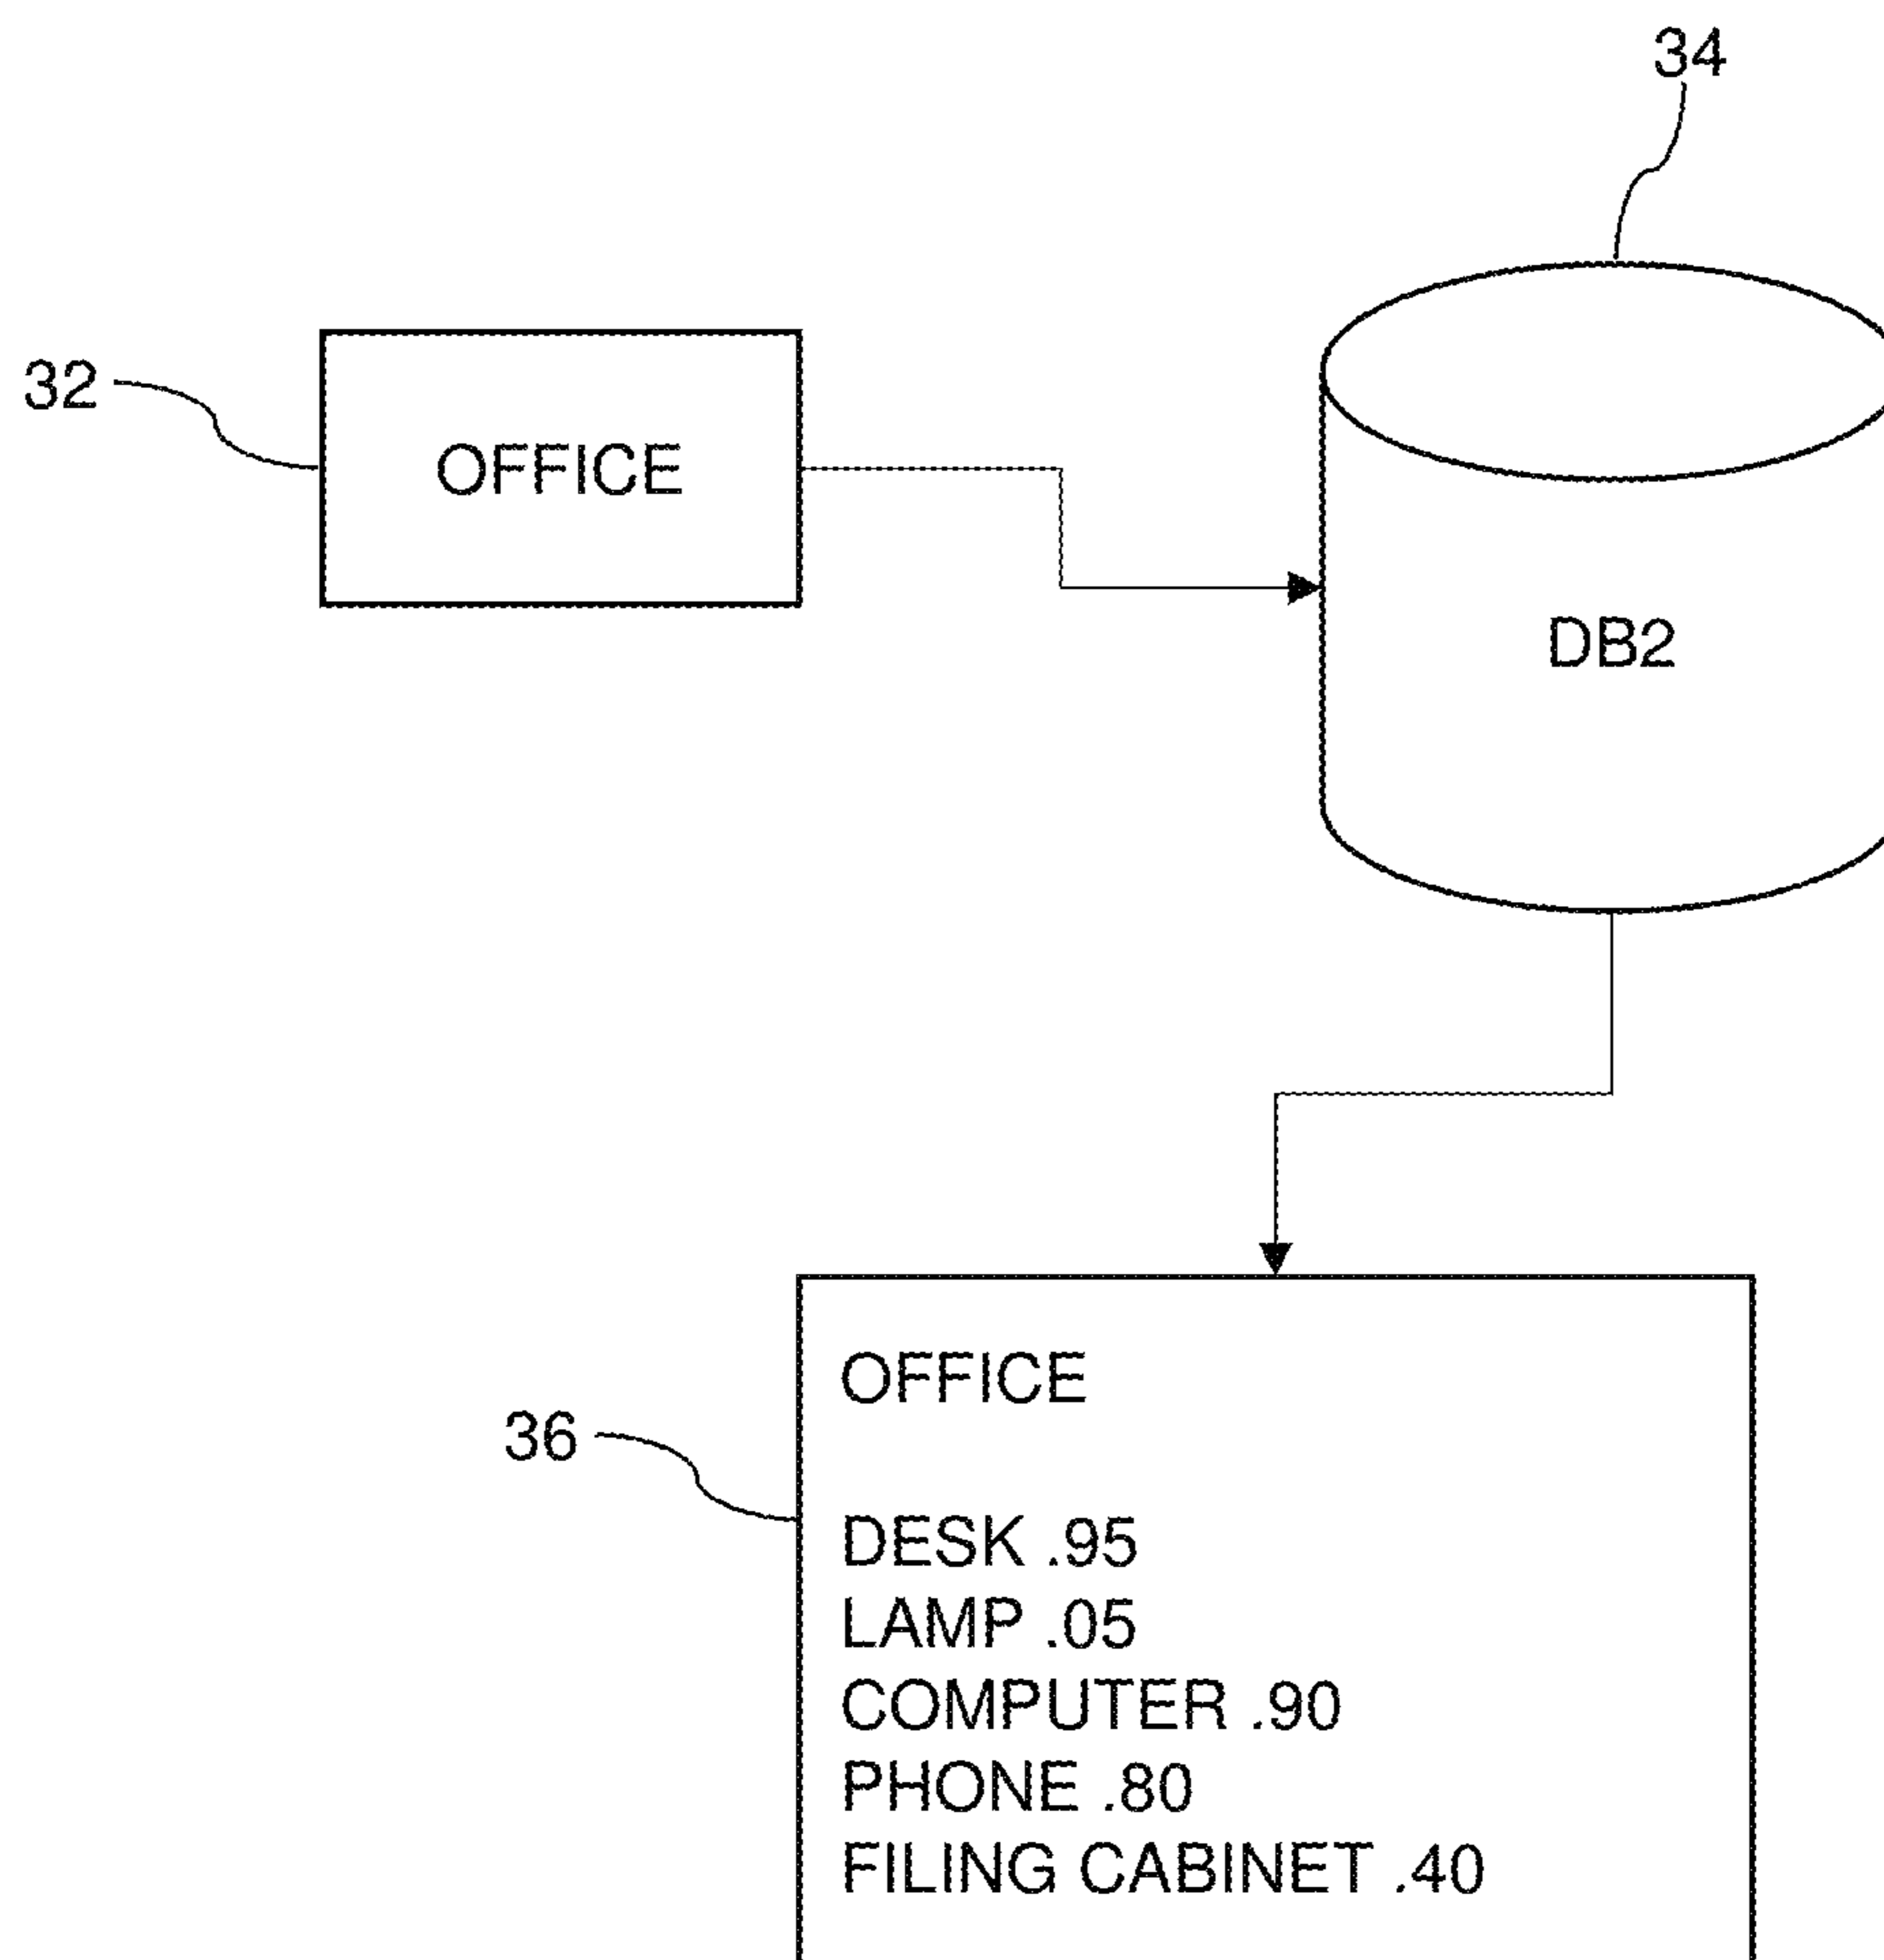 34
32
OFFICE
DB2
OFFICE
36
DESK .95
LAMP .05
COMPUTER .90
PHONE .80
FILING CABINET .40